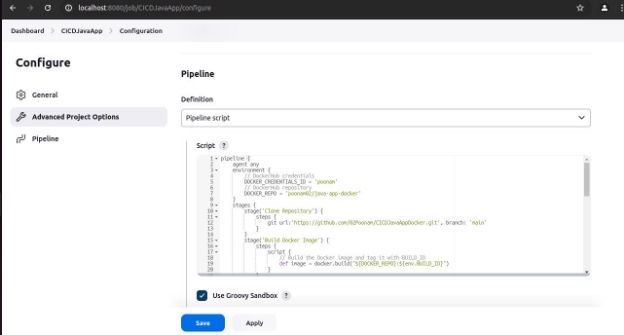 localhost:8080/job/CICDJavaApp/configure
Dashboard > CICDJavaApp > Configuration
Configure
General
Advanced Project Options
Pipeline
Pipeline
Definition
Pipeline script
Script ?
1 pipeline {
2 agent any
3 environment {
4 // DockerHub credentials
5 DOCKER_CREDENTIALS_ID = 'poonam'
6 // DockerHub repository
7 DOCKER_REPO = 'poonam02/java-app-docker'
8 }
9 stages {
10 stage('Clone Repository') {
11 steps {
12 git url:'https://github.com/02Poonam/CICDJavaAppDocker.git', branch: 'main'
13 }
14 }
15 stage('Build Docker Image') {
16 steps {
17 script {
18 // Build the Docker image and tag it with BUILD_ID
19 def image = docker.build("${DOCKER_REPO}:${env.BUILD_ID}")
20 }
Use Groovy Sandbox ?
Save
Apply